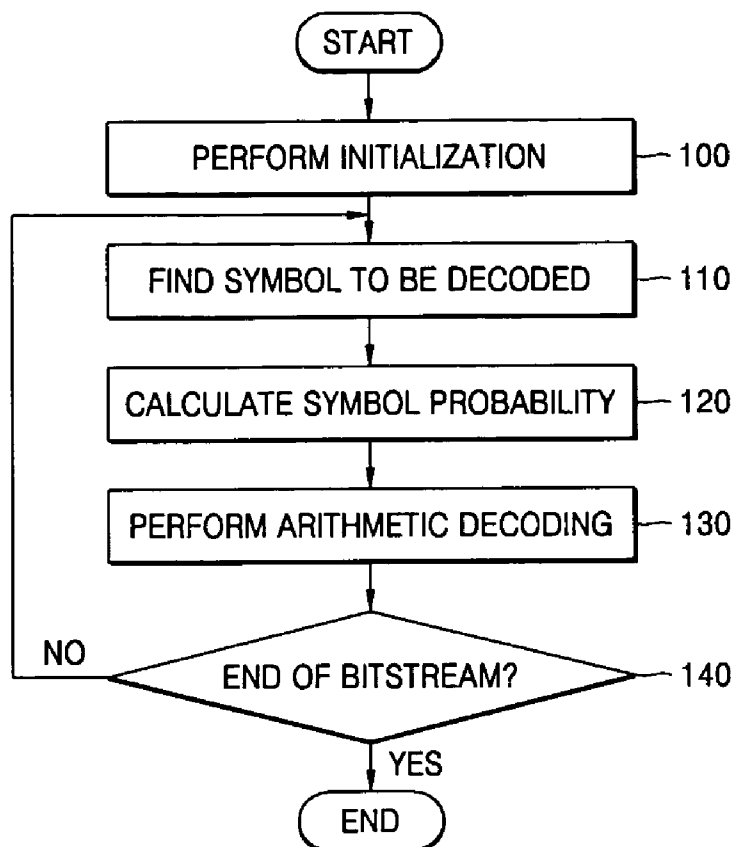 START
PERFORM INITIALIZATION
100
FIND SYMBOL TO BE DECODED
110
CALCULATE SYMBOL PROBABILITY
120
PERFORM ARITHMETIC DECODING
130
NO
END OF BITSTREAM?
140
YES
END